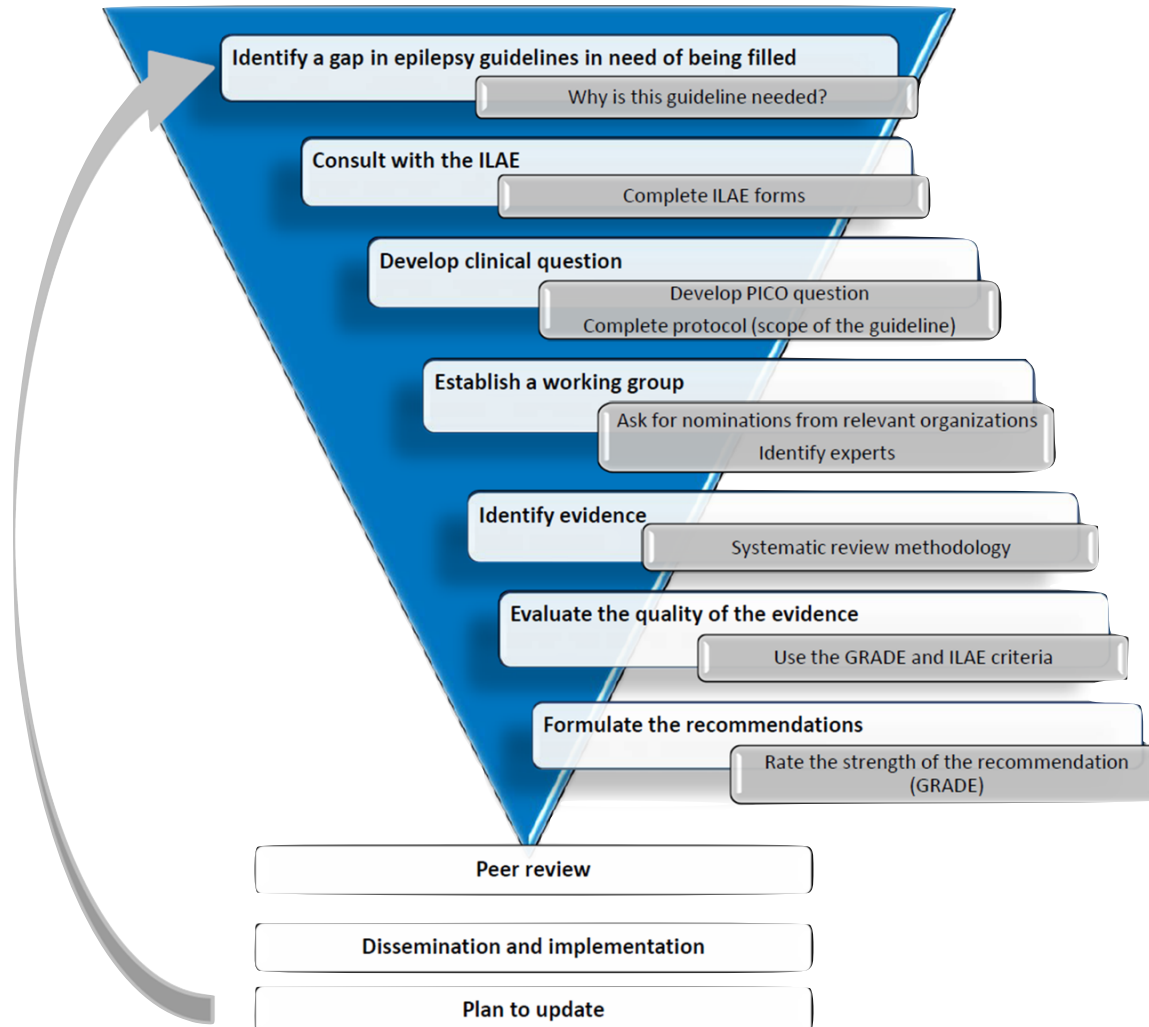 Identify a gap in epilepsy guidelines in need of being filled
Why is this guideline needed?
Consult with the ILAE
Complete ILAE forms
Develop clinical question
Develop PICO question
Complete protocol (scope of the guideline)
Establish a working group
Ask for nominations from relevant organizations
Identify experts
Identify evidence
Systematic review methodology
Evaluate the quality of the evidence
Use the GRADE and ILAE criteria
Formulate the recommendations
Rate the strength of the recommendation
(GRADE)
Peer review
Dissemination and implementation
Plan to update